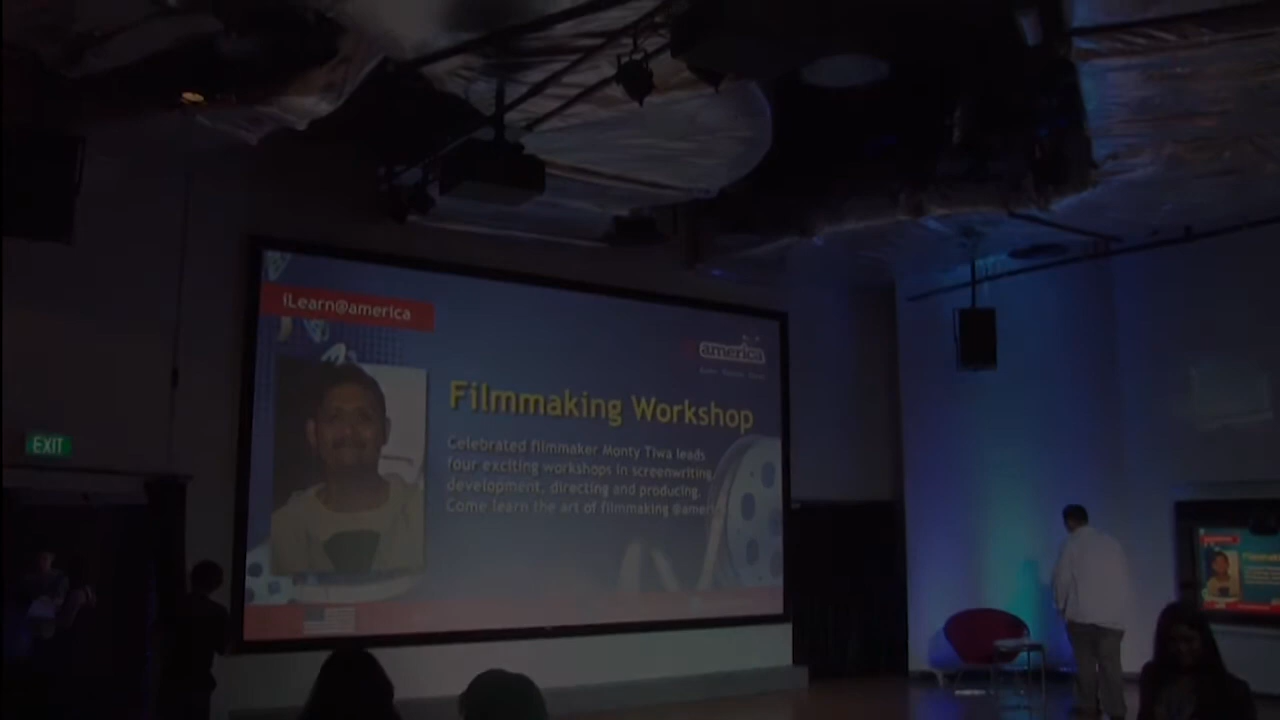 iLearn@america
america
Filmmaking Workshop
Celebrated filmmaker Monty Tiwa leads
four exciting workshops in screenwriting
development, directing and producing.
Come learn the art of filmmaking @amer
EXIT